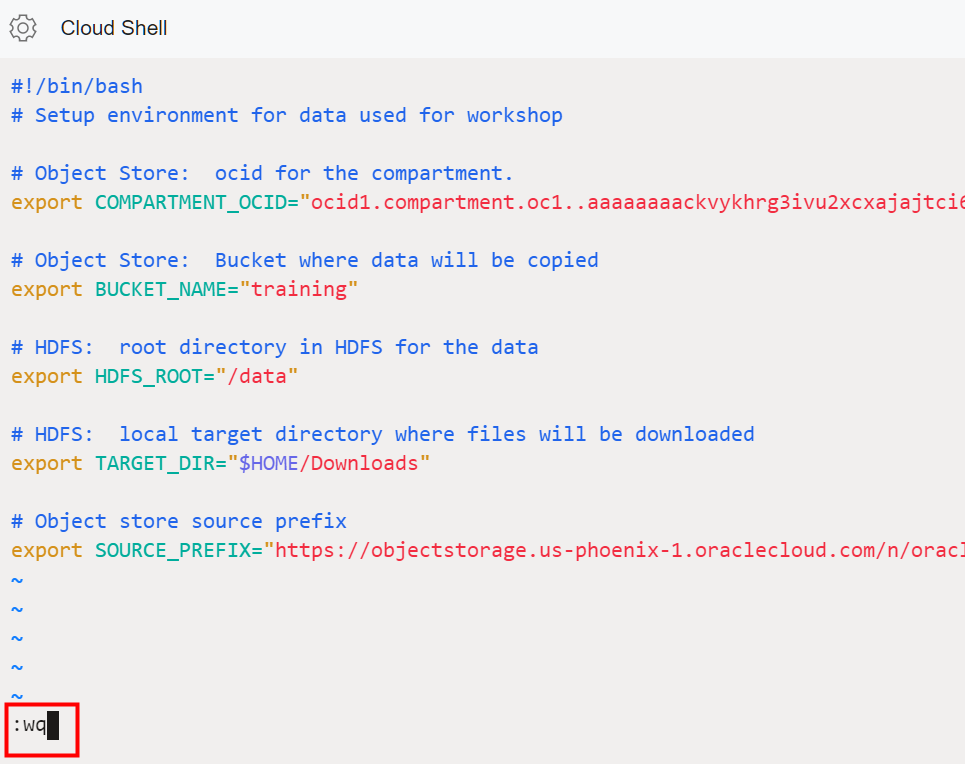 Cloud Shell
#!/bin/bash
# Setup environment for data used for workshop
# Object Store:  ocid for the compartment.
export COMPARTMENT_OCID="ocid1.compartment.oc1..aaaaaaaackvykhrg3ivu2xcxajajtci6
# Object Store:  Bucket where data will be copied
export BUCKET_NAME="training"
# HDFS:  root directory in HDFS for the data
export HDFS_ROOT="/data"
# HDFS:  local target directory where files will be downloaded
export TARGET_DIR="$HOME/Downloads"
# Object store source prefix
export SOURCE_PREFIX="https://objectstorage.us-phoenix-1.oraclecloud.com/n/oracl
~
~
~
~
~
:wq